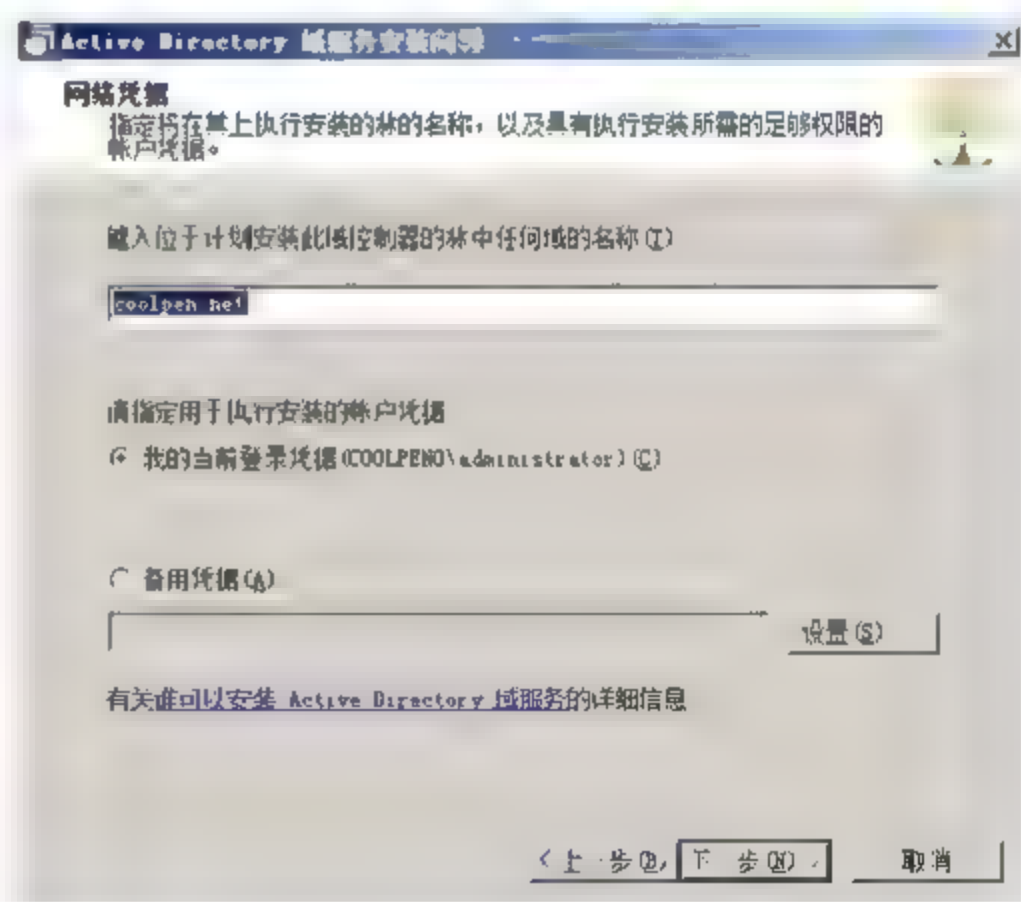 Active Directory 域服务安装向导
网络凭据
指定将在其上执行安装的林的名称，以及具有执行安装所需的足够权限的
帐户凭据。
键入位于计划安装此域控制器的林中任何域的名称(T)
coolpen.net
请指定用于执行安装的帐户凭据
我的当前登录凭据(COOLPEN0\administrator)(C)
备用凭据(A)
设置(S)
有关谁可以安装 Active Directory 域服务的详细信息
<上一步(B) 下一步(N)> 取消